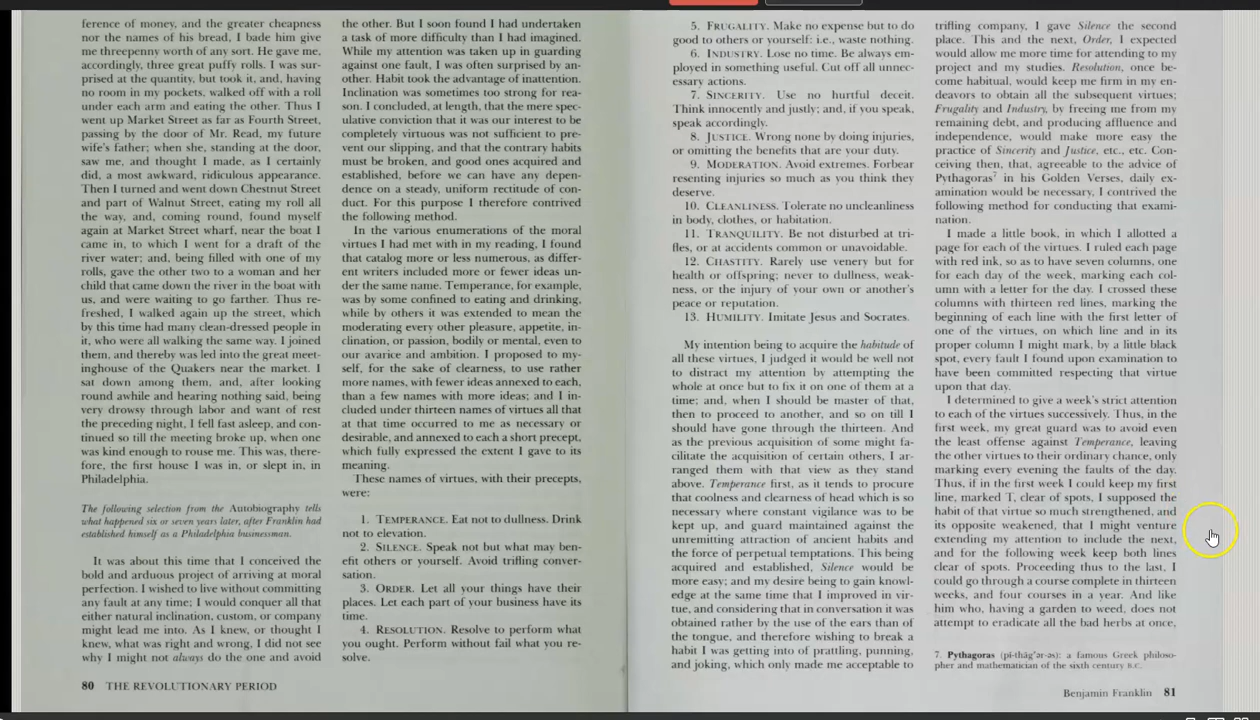 ference of money, and the greater cheapness
nor the names of his bread, I bade him give
me threepenny worth of any sort. He gave me,
accordingly, three great puffy rolls. I was sur-
prised at the quantity, but took it, and, having
no room in my pockets, walked off with a roll
under each arm and eating the other. Thus I
went up Market Street as far as Fourth Street,
passing by the door of Mr. Read, my future
wife's father; when she, standing at the door,
saw me, and thought I made, as I certainly
did, a most awkward, ridiculous appearance.
Then I turned and went down Chestnut Street
and part of Walnut Street, eating my roll all
the way, and, coming round, found myself
again at Market Street wharf, near the boat I
came in, to which I went for a draft of the
river water; and, being filled with one of my
rolls, gave the other two to a woman and her
child that came down the river in the boat with
us, and were waiting to go farther. Thus re-
freshed, I walked again up the street, which
by this time had many clean-dressed people in
it, who were all walking the same way. I joined
them, and thereby was led into the great meet-
inghouse of the Quakers near the market. I
sat down among them, and, after looking
round awhile and hearing nothing said, being
very drowsy through labor and want of rest
the preceding night, I fell fast asleep, and con-
tinued so till the meeting broke up, when one
was kind enough to rouse me. This was, there-
fore, the first house I was in, or slept in, in
Philadelphia.
The following selection from the Autobiography tells
what happened six or seven years later, after Franklin had
established himself as a Philadelphia businessman.
It was about this time that I conceived the
bold and arduous project of arriving at moral
perfection. I wished to live without committing
any fault at any time; I would conquer all that
either natural inclination, custom, or company
might lead me into. As I knew, or thought I
knew, what was right and wrong, I did not see
why I might not always do the one and avoid
the other. But I soon found I had undertaken
a task of more difficulty than I had imagined.
While my attention was taken up in guarding
against one fault, I was often surprised by an-
other. Habit took the advantage of inattention.
Inclination was sometimes too strong for rea-
son. I concluded, at length, that the mere spec-
ulative conviction that it was our interest to be
completely virtuous was not sufficient to pre-
vent our slipping, and that the contrary habits
must be broken, and good ones acquired and
established, before we can have any depen-
dence on a steady, uniform rectitude of con-
duct. For this purpose I therefore contrived
the following method.
In the various enumerations of the moral
virtues I had met with in my reading, I found
that catalog more or less numerous, as differ-
ent writers included more or fewer ideas un-
der the same name. Temperance, for example,
was by some confined to eating and drinking,
while by others it was extended to mean the
moderating every other pleasure, appetite, in-
clination, or passion, bodily or mental, even to
our avarice and ambition. I proposed to my-
self, for the sake of clearness, to use rather
more names, with fewer ideas annexed to each,
than a few names with more ideas; and I in-
cluded under thirteen names of virtues all that
at that time occurred to me as necessary or
desirable, and annexed to each a short precept,
which fully expressed the extent I gave to its
meaning.
These names of virtues, with their precepts,
were:
1. TEMPERANCE. Eat not to dullness. Drink
not to elevation.
2. SILENCE. Speak not but what may ben-
efit others or yourself. Avoid trifling conver-
sation.
3. ORDER. Let all your things have their
places. Let each part of your business have its
time.
4. RESOLUTION. Resolve to perform what
you ought. Perform without fail what you re-
solve.
80 THE REVOLUTIONARY PERIOD
5. FRUGALITY. Make no expense but to do
good to others or yourself: i.e., waste nothing.
6. INDUSTRY. Lose no time. Be always em-
ployed in something useful. Cut off all unnec-
essary actions.
7. SINCERITY. Use no hurtful deceit.
Think innocently and justly; and, if you speak,
speak accordingly.
8. JUSTICE. Wrong none by doing injuries,
or omitting the benefits that are your duty.
9. MODERATION. Avoid extremes. Forbear
resenting injuries so much as you think they
deserve.
10. CLEANLINESS. Tolerate no uncleanliness
in body, clothes, or habitation.
11. TRANQUILITY. Be not disturbed at tri-
fles, or at accidents common or unavoidable.
12. CHASTITY. Rarely use venery but for
health or offspring; never to dullness, weak-
ness, or the injury of your own or another's
peace or reputation.
13. HUMILITY. Imitate Jesus and Socrates.
My intention being to acquire the habitude of
all these virtues, I judged it would be well not
to distract my attention by attempting the
whole at once but to fix it on one of them at a
time; and, when I should be master of that,
then to proceed to another, and so on till I
should have gone through the thirteen. And
as the previous acquisition of some might fa-
cilitate the acquisition of certain others, I ar-
ranged them with that view as they stand
above. Temperance first, as it tends to procure
that coolness and clearness of head which is so
necessary where constant vigilance was to be
kept up, and guard maintained against the
unremitting attraction of ancient habits and
the force of perpetual temptations. This being
acquired and established, Silence would be
more easy; and my desire being to gain knowl-
edge at the same time that I improved in vir-
tue, and considering that in conversation it was
obtained rather by the use of the ears than of
the tongue, and therefore wishing to break a
habit I was getting into of prattling, punning,
and joking, which only made me acceptable to
trifling company, I gave Silence the second
place. This and the next, Order, I expected
would allow me more time for attending to my
project and my studies. Resolution, once be-
come habitual, would keep me firm in my en-
deavors to obtain all the subsequent virtues;
Frugality and Industry, by freeing me from my
remaining debt, and producing affluence and
independence, would make more easy the
practice of Sincerity and Justice, etc., etc. Con-
ceiving then, that, agreeable to the advice of
Pythagoras7 in his Golden Verses, daily ex-
amination would be necessary, I contrived the
following method for conducting that exami-
nation.
I made a little book, in which I allotted a
page for each of the virtues. I ruled each page
with red ink, so as to have seven columns, one
for each day of the week, marking each col-
umn with a letter for the day. I crossed these
columns with thirteen red lines, marking the
beginning of each line with the first letter of
one of the virtues, on which line and in its
proper column I might mark, by a little black
spot, every fault I found upon examination to
have been committed respecting that virtue
upon that day.
I determined to give a week's strict attention
to each of the virtues successively. Thus, in the
first week, my great guard was to avoid even
the least offense against Temperance, leaving
the other virtues to their ordinary chance, only
marking every evening the faults of the day.
Thus, if in the first week I could keep my first
line, marked T, clear of spots, I supposed the
habit of that virtue so much strengthened, and
its opposite weakened, that I might venture
extending my attention to include the next,
and for the following week keep both lines
clear of spots. Proceeding thus to the last, I
could go through a course complete in thirteen
weeks, and four courses in a year. And like
him who, having a garden to weed, does not
attempt to eradicate all the bad herbs at once,
7. Pythagoras (pĭ-thăg′ər-əs): a famous Greek philoso-
pher and mathematician of the sixth century B.C.
Benjamin Franklin 81